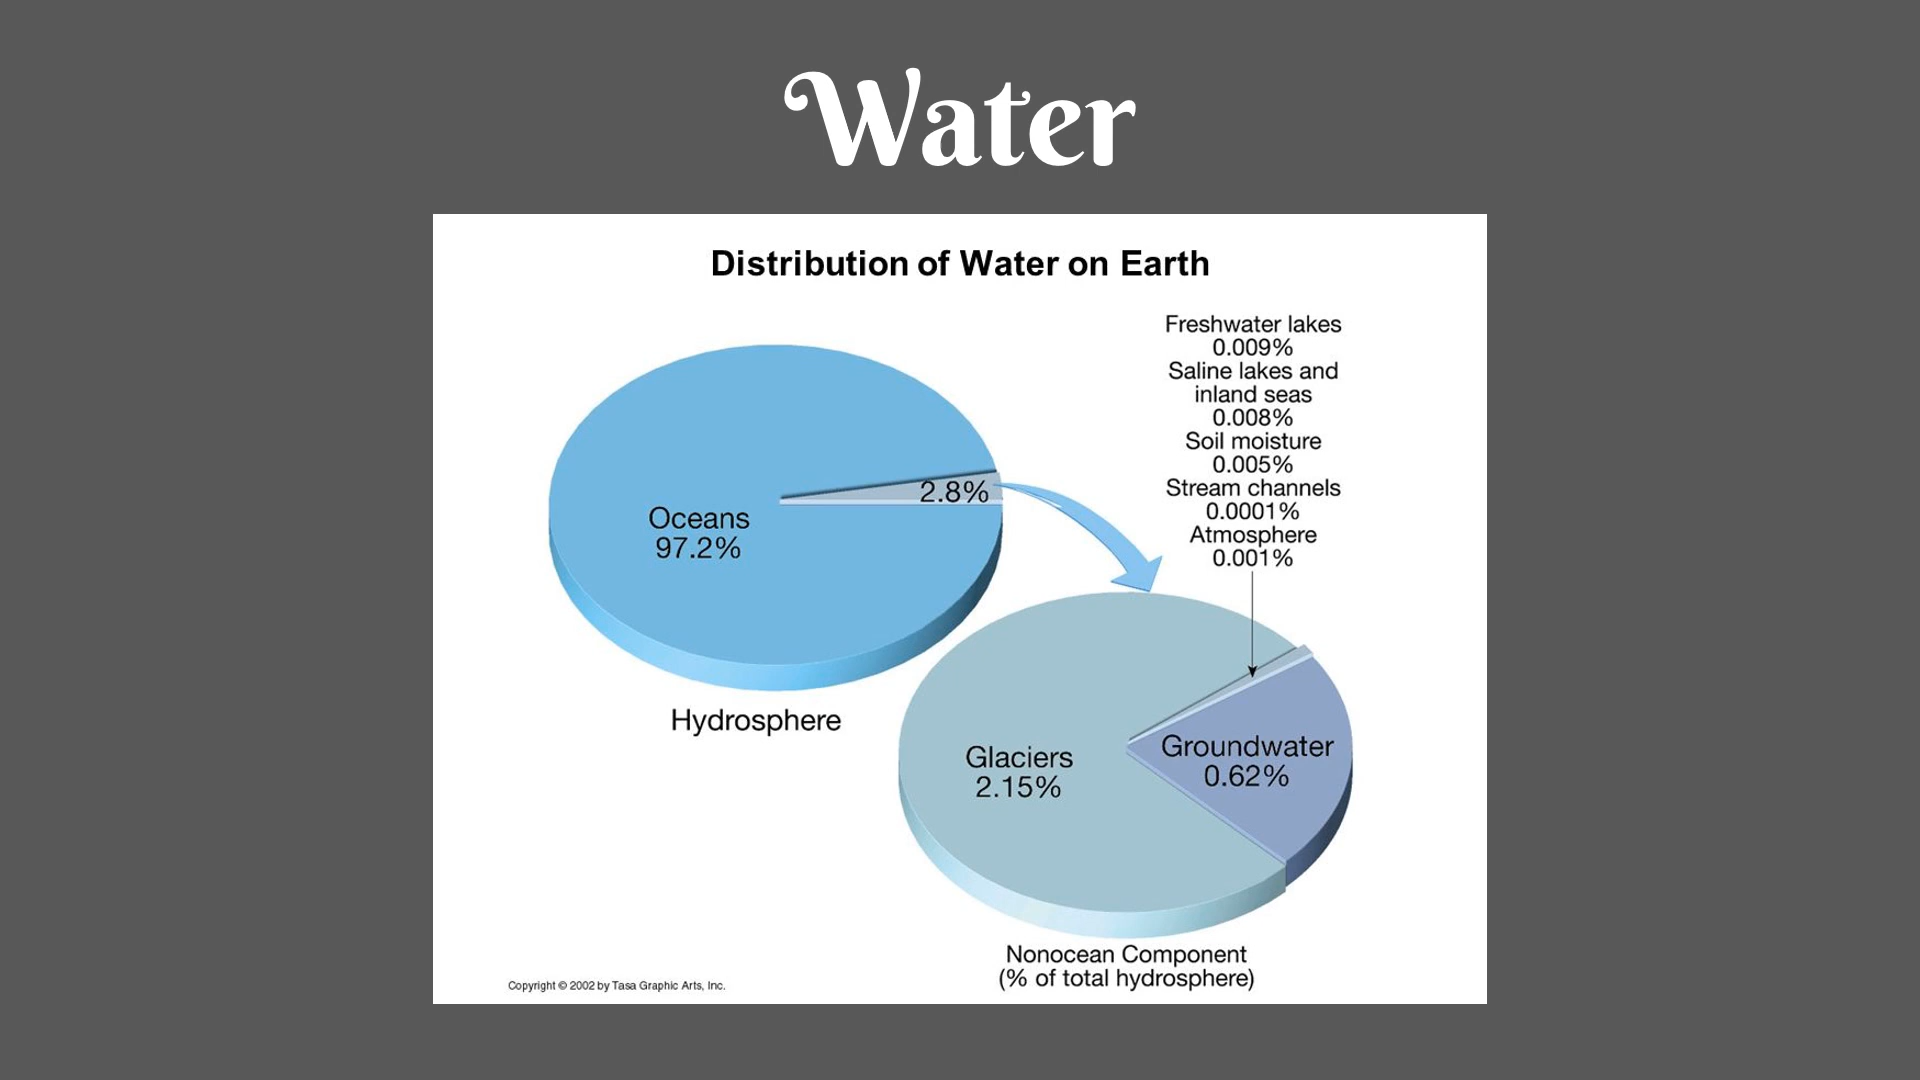 Water
Distribution of Water on Earth
Freshwater lakes
0.009%
Saline lakes and
inland seas
0.008%
Soil moisture
0.005%
Stream channels
0.0001%
Atmosphere
0.001%
2.8%
Oceans
97.2%
Hydrosphere
Glaciers
2.15%
Groundwater
0.62%
Nonocean Component
(% of total hydrosphere)
Copyright © 2002 by Tasa Graphic Arts, Inc.